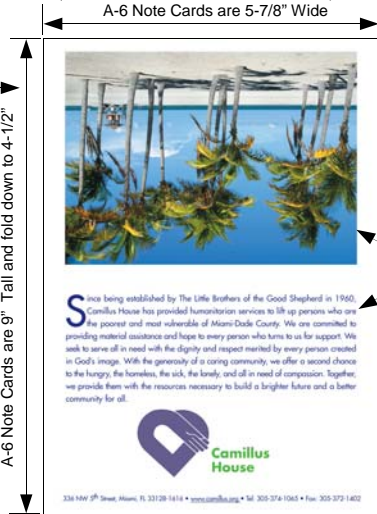 A-6 Note Cards are 5-7/8” Wide
A-6 Note Cards are 9”  Tall and fold down to 4-1/2”
Since being established by The Little Brothers of the Good Shepherd in 1960,
Camillus House has provided humanitarian services to lift up persons who are
the poorest and most vulnerable of Miami-Dade County. We are committed to
providing material assistance and hope to every person who turns to us for support. We
seek to serve all in need with the dignity and respect merited by every person created
in God's image. With the generosity of a caring community, we offer a second chance
to the hungry, the homeless, the sick, the lonely, and all in need of compassion. Together,
we provide them with the resources necessary to build a brighter future and a better
community for all.
Camillus
House
336 NW 5th Street, Miami, FL 33128-1616 • www.camillus.org • Tel: 305-374-1065 • Fax: 305-372-1402